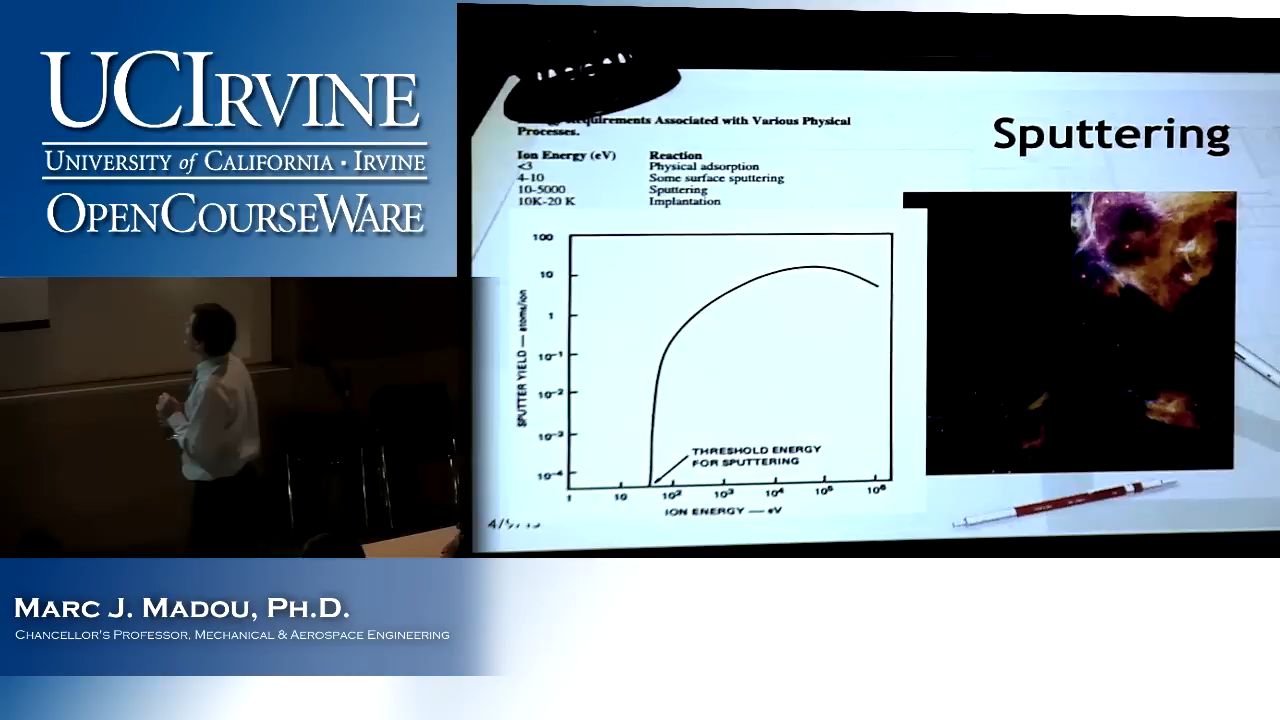 UCIRVINE
UNIVERSITY of CALIFORNIA · IRVINE
OPENCOURSEWARE
Requirements Associated with Various Physical
Processes.
Sputtering
Ion Energy (eV) Reaction
<3 Physical adsorption
4-10 Some surface sputtering
10-5000 Sputtering
10K-20 K Implantation
100
10
1
10⁻¹
10⁻²
10⁻³
10⁻⁴
SPUTTER YIELD — atoms/ion
THRESHOLD ENERGY
FOR SPUTTERING
1 10 10² 10³ 10⁴ 10⁵ 10⁶
ION ENERGY — eV
MARC J. MADOU, PH.D.
CHANCELLOR'S PROFESSOR, MECHANICAL & AEROSPACE ENGINEERING